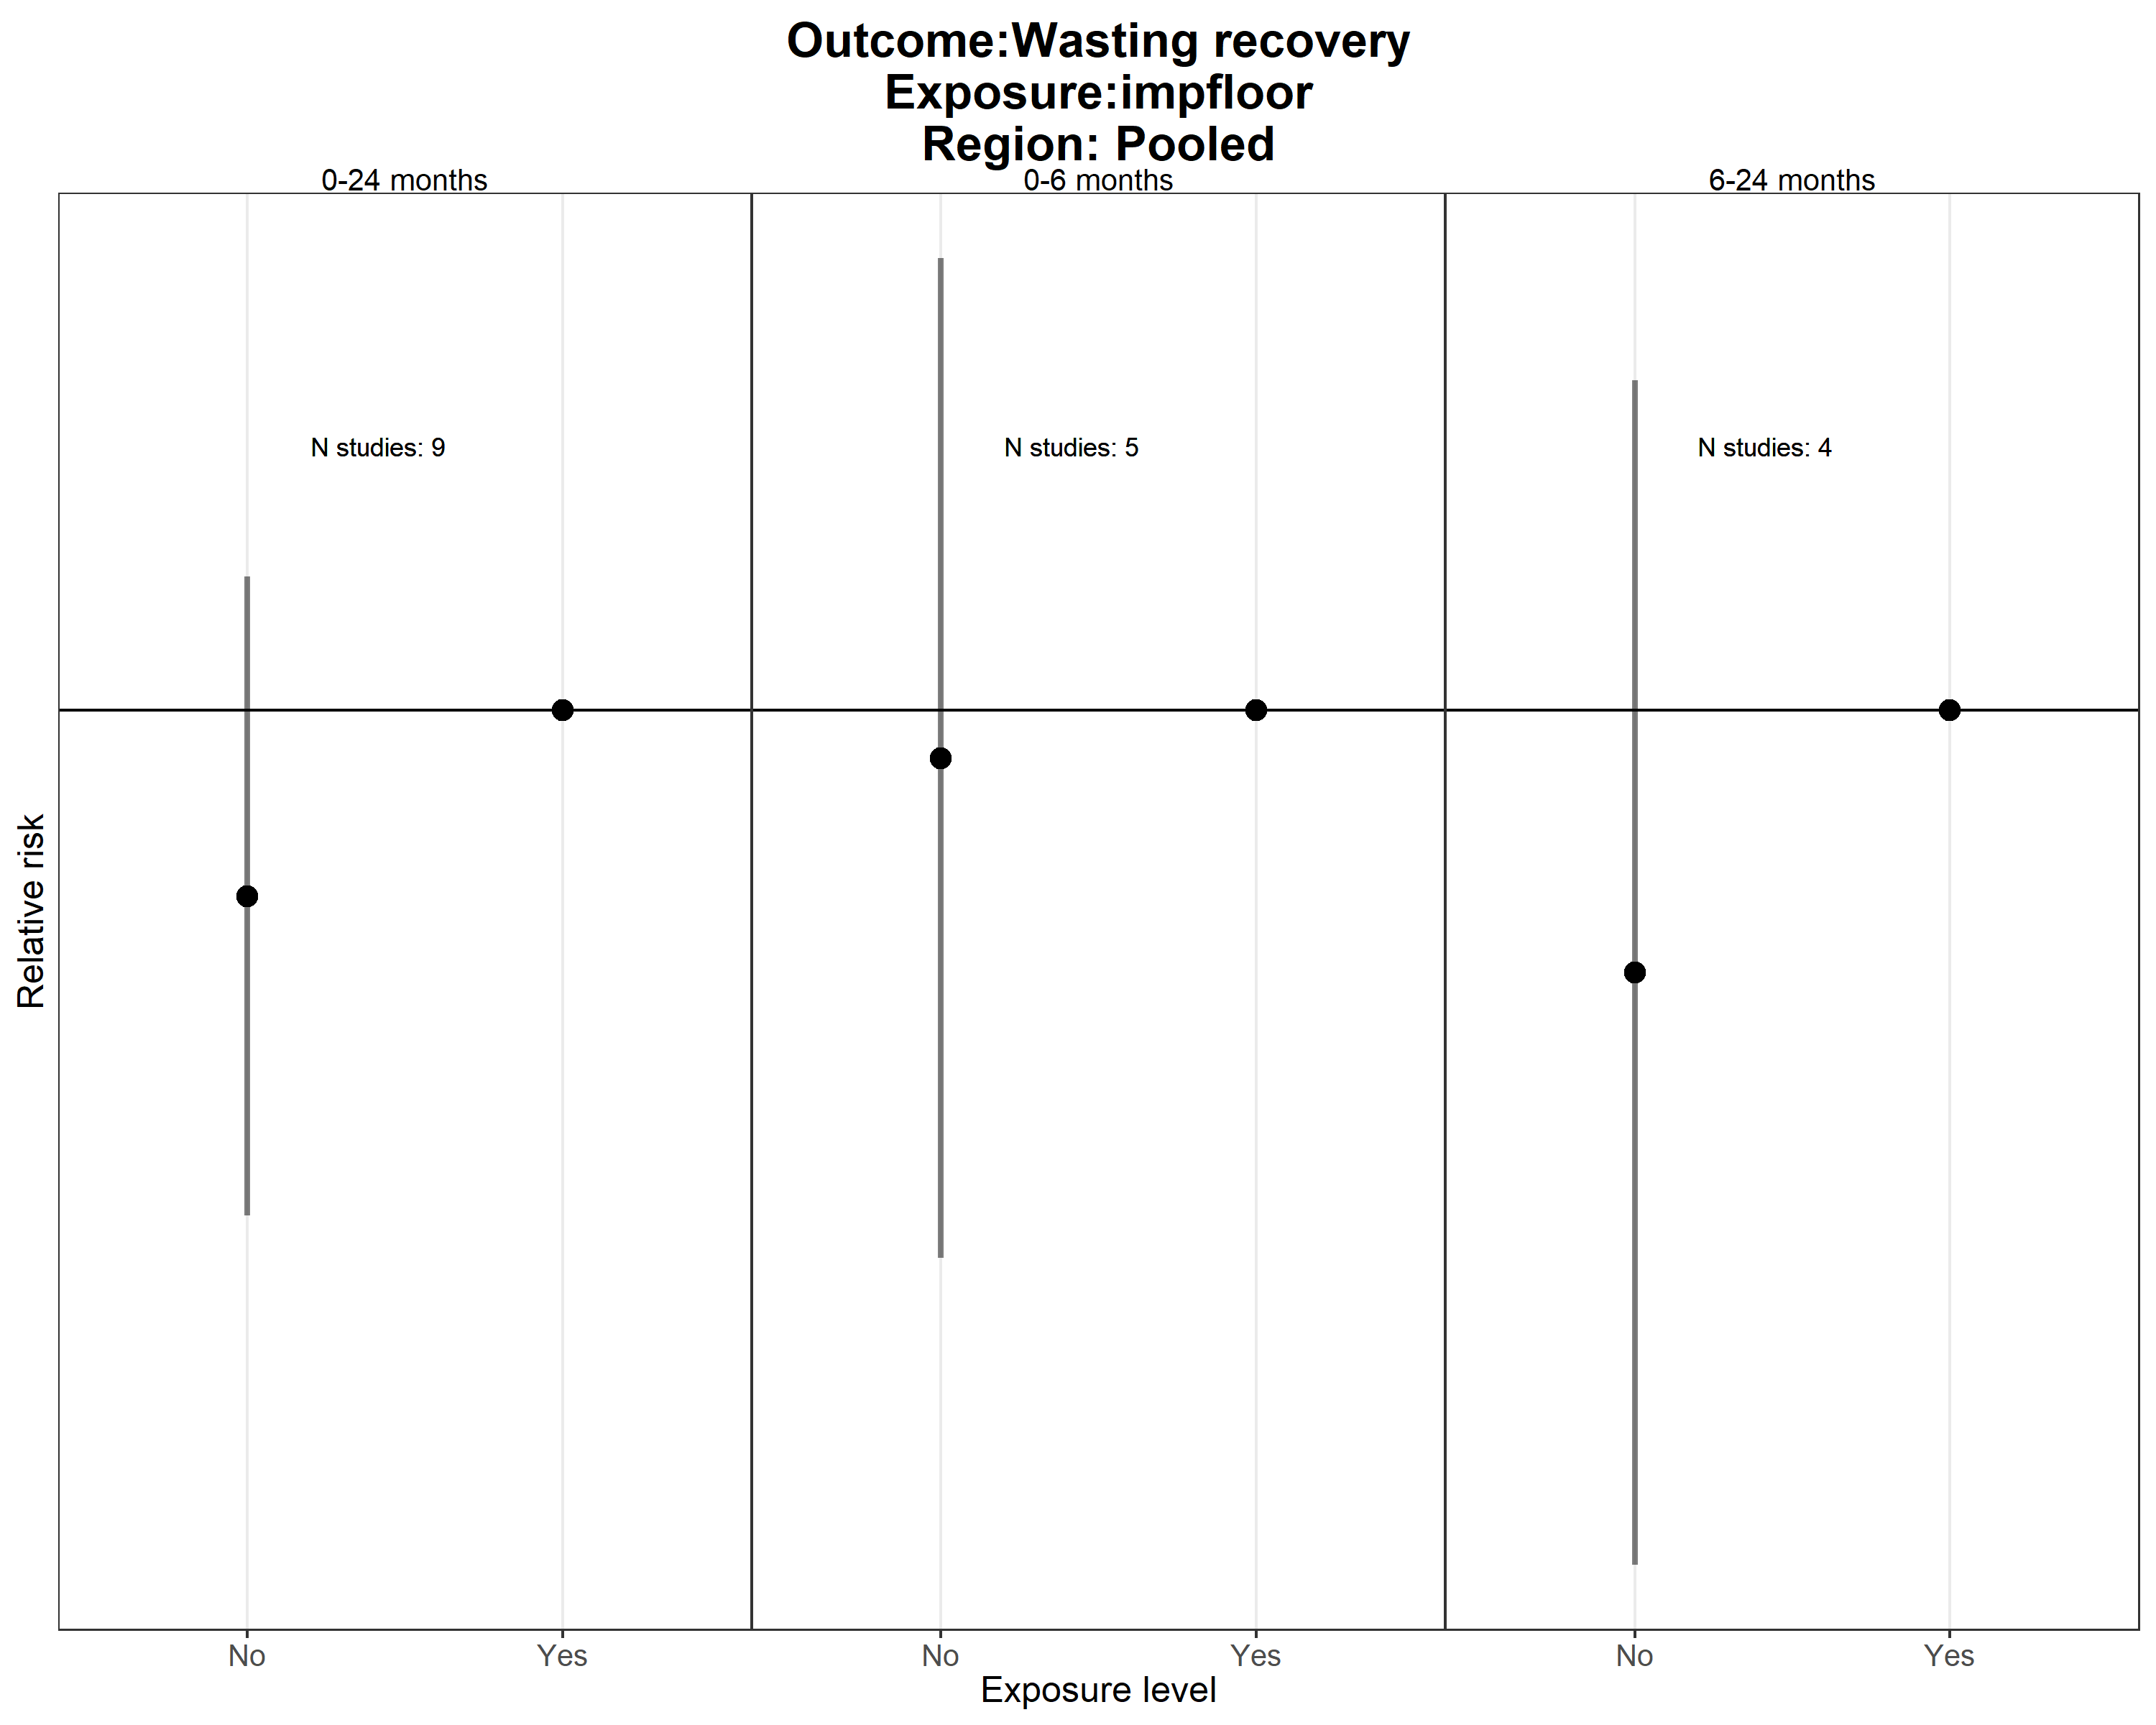 Outcome:Wasting recovery
Exposure:impfloor
Region: Pooled
0-24 months
0-6 months
6-24 months
N studies: 9
N studies: 5
N studies: 4
Relative risk
No
Yes
No
Yes
No
Yes
Exposure level